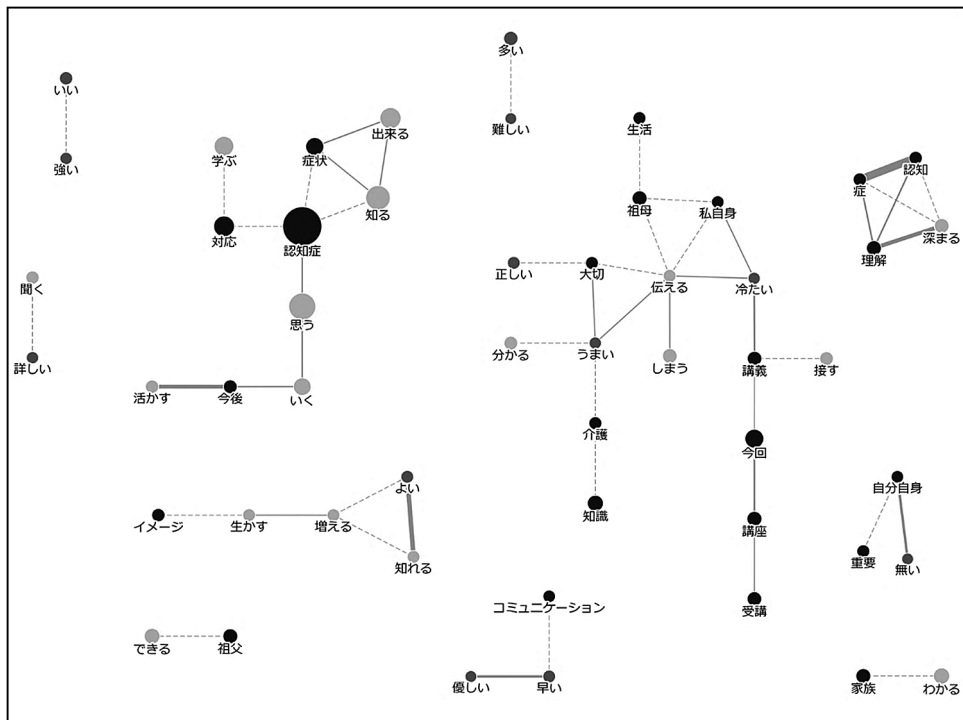 いい
強い
学ぶ
症状
出来る
知る
対応
認知症
思う
聞く
詳しい
活かす
今後
いく
多い
難しい
生活
祖母
私自身
認知
症
深まる
理解
正しい
大切
伝える
冷たい
分かる
うまい
しまう
講義
接す
介護
今回
知識
講座
受講
イメージ
生かす
増える
よい
知れる
自分自身
重要
無い
できる
祖父
コミュニケーション
優しい
早い
家族
わかる